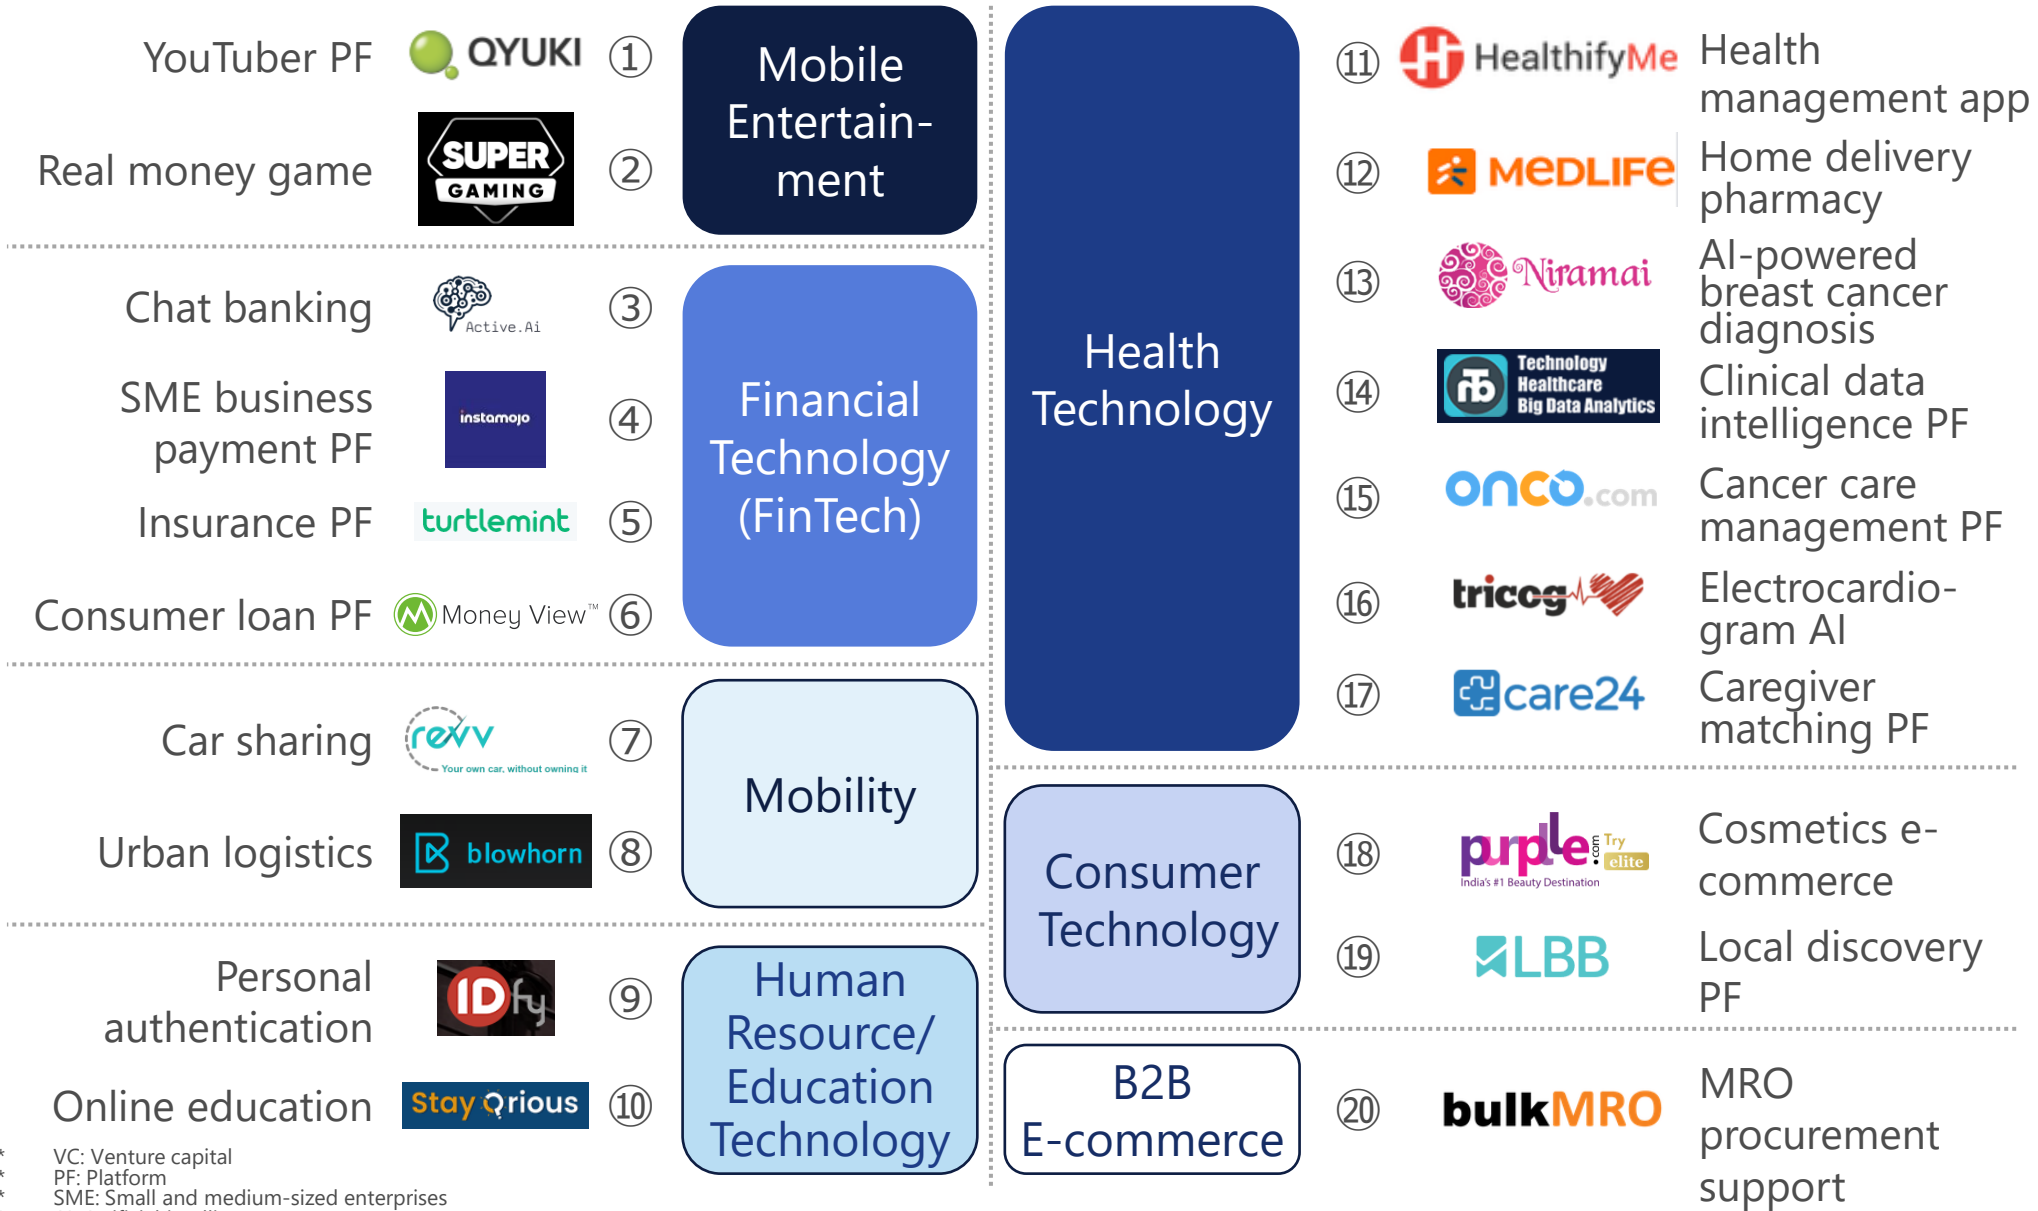 YouTuber PF
QYUKI
①
Real money game
SUPER
GAMING
②
Mobile
Entertain-
ment
Chat banking
Active.Ai
③
SME business
payment PF
instamojo
④
Insurance PF
turtlemint
⑤
Consumer loan PF
Money View™
⑥
Financial
Technology
(FinTech)
Car sharing
revv
Your own car, without owning it
⑦
Urban logistics
blowhorn
⑧
Mobility
Personal
authentication
IDfy
⑨
Online education
Stay Qrious
⑩
Human
Resource/
Education
Technology
* VC: Venture capital
* PF: Platform
* SME: Small and medium-sized enterprises
Health
Technology
⑪
HealthifyMe
Health
management app
⑫
MEDLIFE
Home delivery
pharmacy
⑬
Niramai
AI-powered
breast cancer
diagnosis
⑭
Technology
Healthcare
Big Data Analytics
Clinical data
intelligence PF
⑮
onco.com
Cancer care
management PF
⑯
tricog
Electrocardio-
gram AI
⑰
care24
Caregiver
matching PF
Consumer
Technology
⑱
purplle.com
Try
elite
India's #1 Beauty Destination
Cosmetics e-
commerce
⑲
LBB
Local discovery
PF
B2B
E-commerce
⑳
bulkMRO
MRO
procurement
support